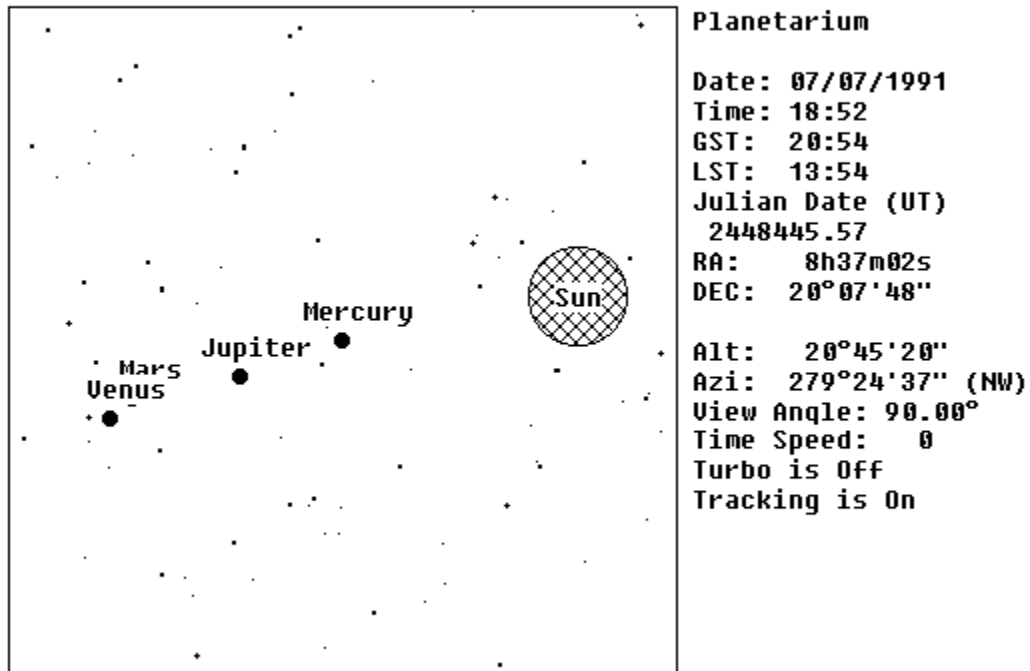 Planetarium
Date: 07/07/1991
Time: 18:52
GST: 20:54
LST: 13:54
Julian Date (UT)
2448445.57
RA: 8h37m02s
DEC: 20°07'48"
Alt: 20°45'20"
Azi: 279°24'37" (NW)
View Angle: 90.00°
Time Speed: 0
Turbo is Off
Tracking is On
Sun
Mercury
Jupiter
Mars
Venus